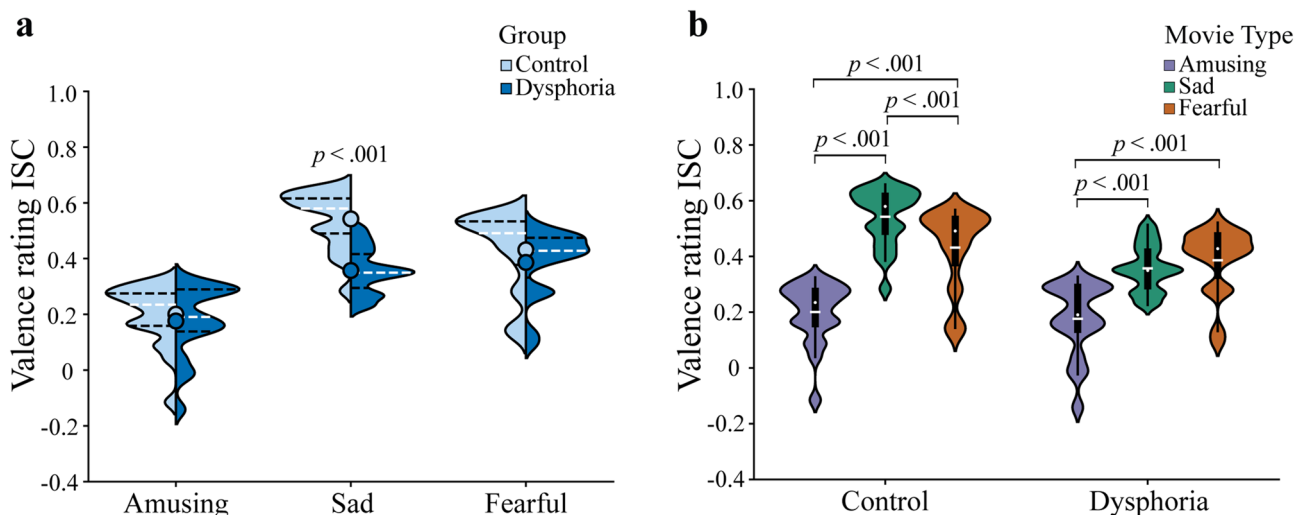 a
Group
Control
Dysphoria
Valence rating ISC
1.0
0.8
0.6
0.4
0.2
0
-0.2
-0.4
p < .001
Amusing
Sad
Fearful
b
Movie Type
Amusing
Sad
Fearful
Valence rating ISC
1.0
0.8
0.6
0.4
0.2
0
-0.2
-0.4
p < .001
p < .001
p < .001
p < .001
p < .001
Control
Dysphoria